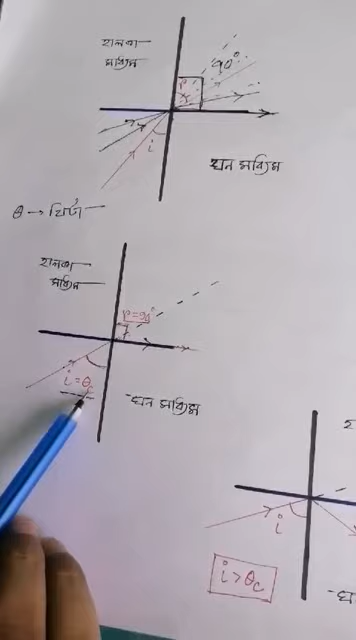 হালকা
মাধ্যম
90°
r
i
ঘন মাধ্যম
θ → থিটা
হালকা
মাধ্যম
r=90°
i=θc
ঘন মাধ্যম
হ
i
i>θc
ঘ